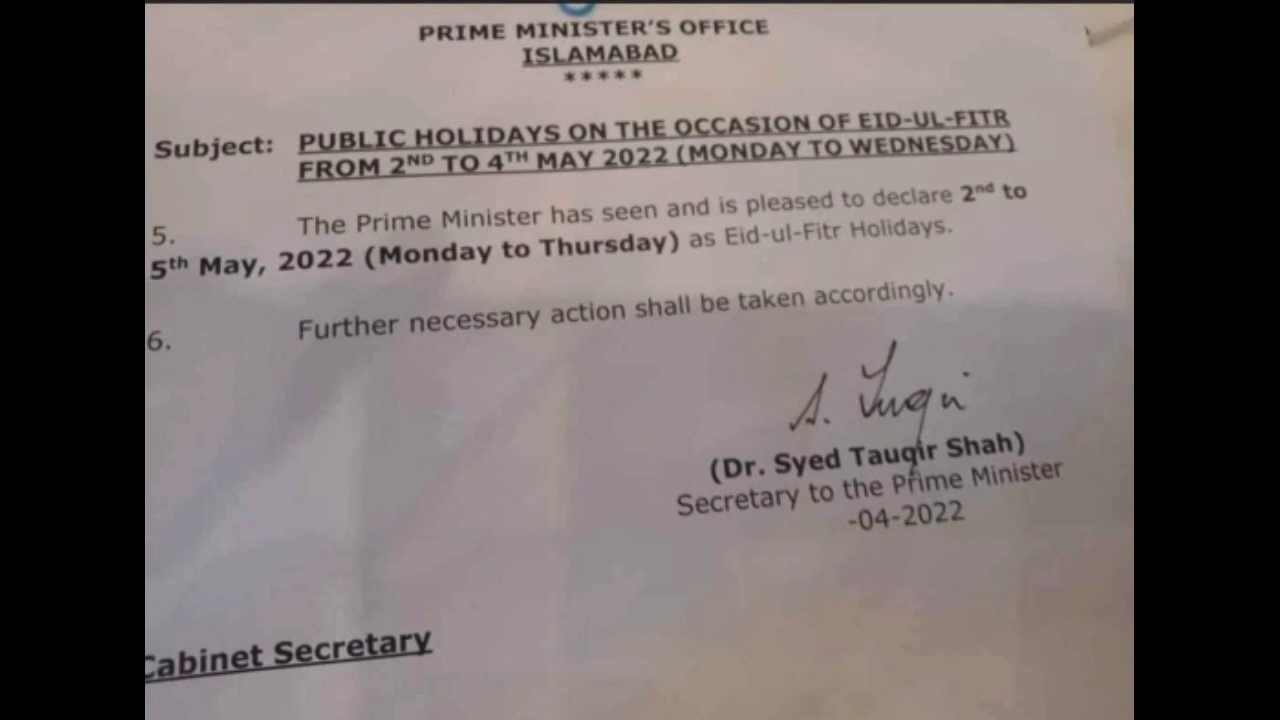 PRIME MINISTER'S OFFICE
ISLAMABAD
*****
Subject: PUBLIC HOLIDAYS ON THE OCCASION OF EID-UL-FITR
FROM 2ND TO 4TH MAY 2022 (MONDAY TO WEDNESDAY)
5. The Prime Minister has seen and is pleased to declare 2nd to
5th May, 2022 (Monday to Thursday) as Eid-ul-Fitr Holidays.
6. Further necessary action shall be taken accordingly.
S. Tuqir
(Dr. Syed Tauqir Shah)
Secretary to the Prime Minister
-04-2022
Cabinet Secretary